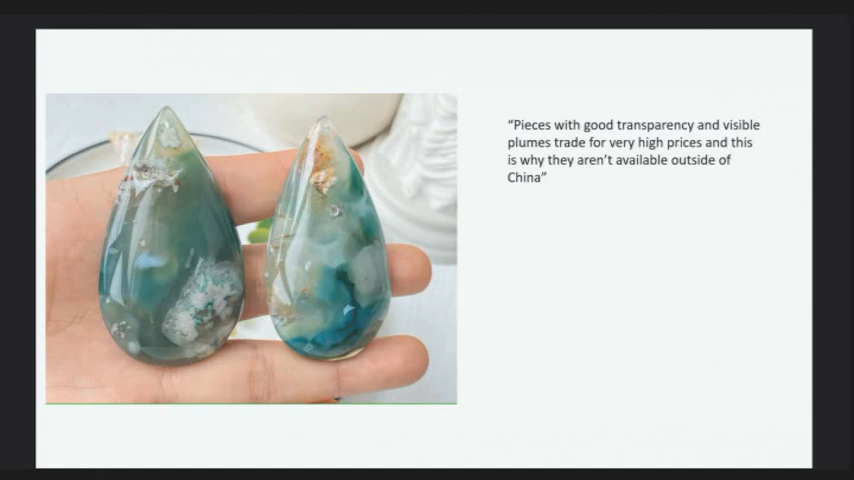 “Pieces with good transparency and visible
plumes trade for very high prices and this
is why they aren’t available outside of
China”